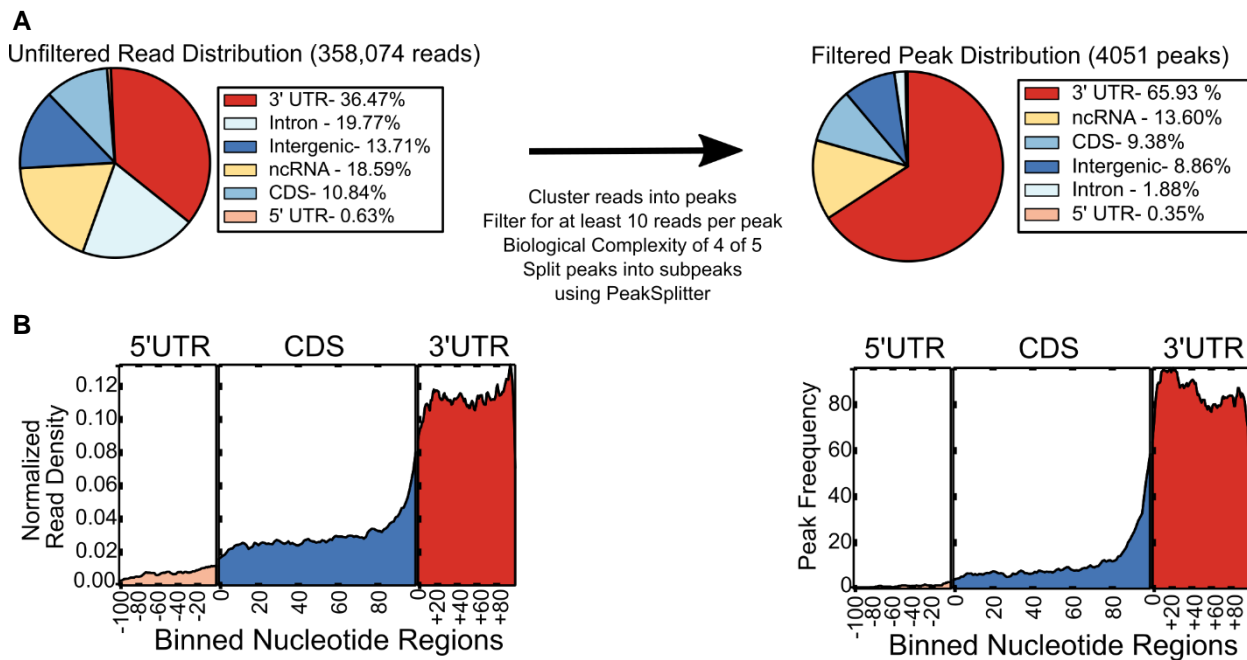 A
Unfiltered Read Distribution (358,074 reads)
3' UTR- 36.47%
Intron - 19.77%
Intergenic- 13.71%
ncRNA - 18.59%
CDS- 10.84%
5' UTR- 0.63%
Cluster reads into peaks
Filter for at least 10 reads per peak
Biological Complexity of 4 of 5
Split peaks into subpeaks
using PeakSplitter
Filtered Peak Distribution (4051 peaks)
3' UTR- 65.93 %
ncRNA - 13.60%
CDS- 9.38%
Intergenic- 8.86%
Intron - 1.88%
5' UTR- 0.35%
B
5'UTR CDS 3'UTR
Normalized
Read Density
0.12
0.10
0.08
0.06
0.04
0.02
0.00
-100 -80 -60 -40 -20 0 20 40 60 80 0 +20 +40 +60 +80
Binned Nucleotide Regions
5'UTR CDS 3'UTR
Peak Freequency
80
60
40
20
0
-100 -80 -60 -40 -20 0 20 40 60 80 0 +20 +40 +60 +80
Binned Nucleotide Regions